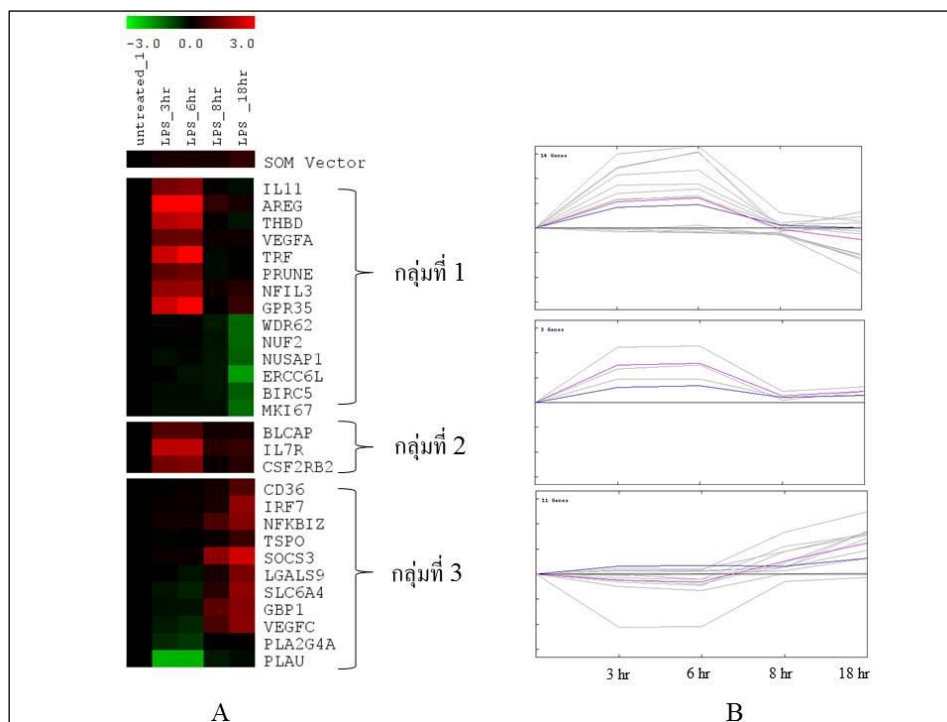 -3.0 0.0 3.0
untreated_1
LPS_3hr
LPS_6hr
LPS_8hr
LPS _18hr
SOM Vector
IL11
AREG
THBD
VEGFA
TRF
PRUNE
NFIL3
GPR35
WDR62
NUF2
NUSAP1
ERCC6L
BIRC5
MKI67
กลุ่มที่ 1
BLCAP
IL7R
CSF2RB2
กลุ่มที่ 2
CD36
IRF7
NFKBIZ
TSPO
SOCS3
LGALS9
SLC6A4
GBP1
VEGFC
PLA2G4A
PLAU
กลุ่มที่ 3
A
14 Genes
3 Genes
11 Genes
3 hr 6 hr 8 hr 18 hr
B